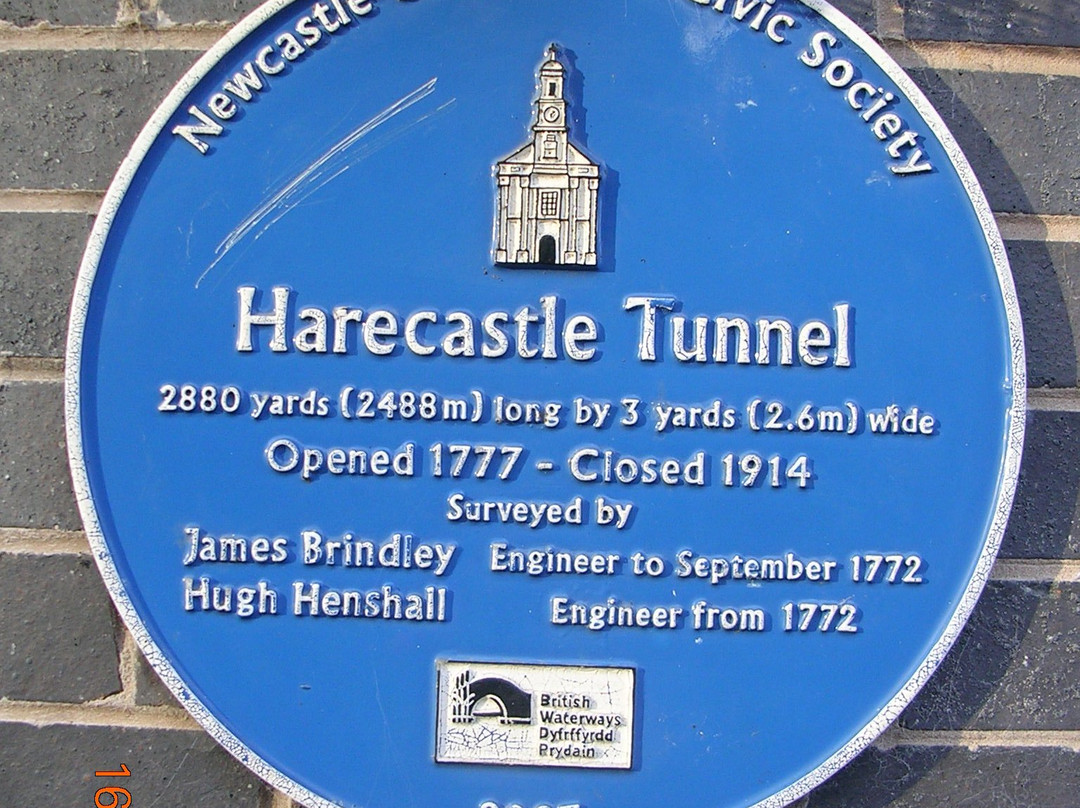 Newcastle
Civic Society
Harecastle Tunnel
2880 yards (2488m) long by 3 yards (2.6m) wide
Opened 1777 - Closed 1914
Surveyed by
James Brindley Engineer to September 1772
Hugh Henshall Engineer from 1772
British
Waterways
Dyfrffyrdd
Prydain
16